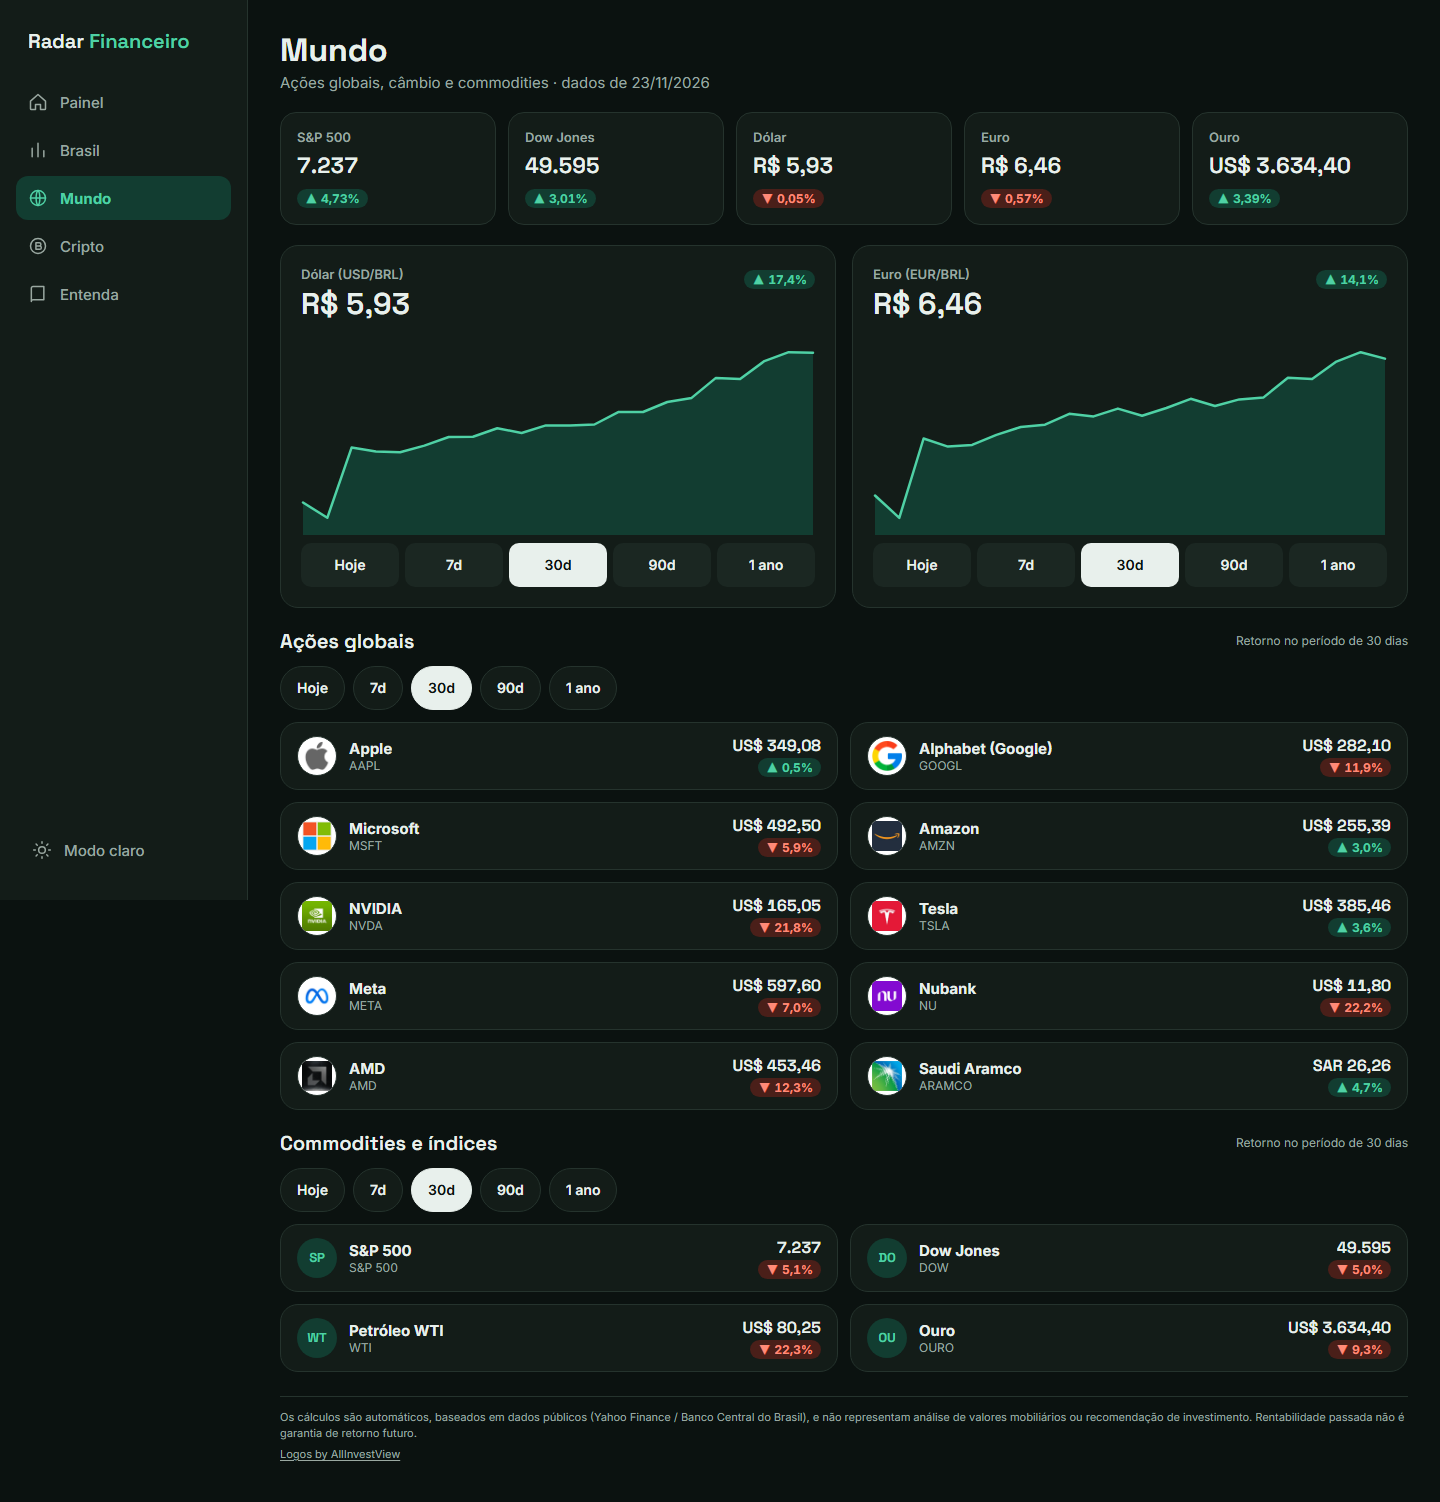 Radar Financeiro
Painel
Brasil
Mundo
Cripto
Entenda
Modo claro
Mundo
Ações globais, câmbio e commodities · dados de 23/11/2026
S&P 500
7.237
▲ 4,73%
Dow Jones
49.595
▲ 3,01%
Dólar
R$ 5,93
▼ 0,05%
Euro
R$ 6,46
▼ 0,57%
Ouro
US$ 3.634,40
▲ 3,39%
Dólar (USD/BRL)
R$ 5,93
▲ 17,4%
Hoje 7d 30d 90d 1 ano
Euro (EUR/BRL)
R$ 6,46
▲ 14,1%
Hoje 7d 30d 90d 1 ano
Ações globais
Retorno no período de 30 dias
Hoje 7d 30d 90d 1 ano
Apple
AAPL
US$ 349,08
▲ 0,5%
Alphabet (Google)
GOOGL
US$ 282,10
▼ 11,9%
Microsoft
MSFT
US$ 492,50
▼ 5,9%
Amazon
AMZN
US$ 255,39
▲ 3,0%
NVIDIA
NVDA
US$ 165,05
▼ 21,8%
Tesla
TSLA
US$ 385,46
▲ 3,6%
Meta
META
US$ 597,60
▼ 7,0%
nu
Nubank
NU
US$ 11,80
▼ 22,2%
AMD
AMD
US$ 453,46
▼ 12,3%
Saudi Aramco
ARAMCO
SAR 26,26
▲ 4,7%
Commodities e índices
Retorno no período de 30 dias
Hoje 7d 30d 90d 1 ano
SP
S&P 500
S&P 500
7.237
▼ 5,1%
DO
Dow Jones
DOW
49.595
▼ 5,0%
WT
Petróleo WTI
WTI
US$ 80,25
▼ 22,3%
OU
Ouro
OURO
US$ 3.634,40
▼ 9,3%
Os cálculos são automáticos, baseados em dados públicos (Yahoo Finance / Banco Central do Brasil), e não representam análise de valores mobiliários ou recomendação de investimento. Rentabilidade passada não é
garantia de retorno futuro.
Logos by AllInvestView